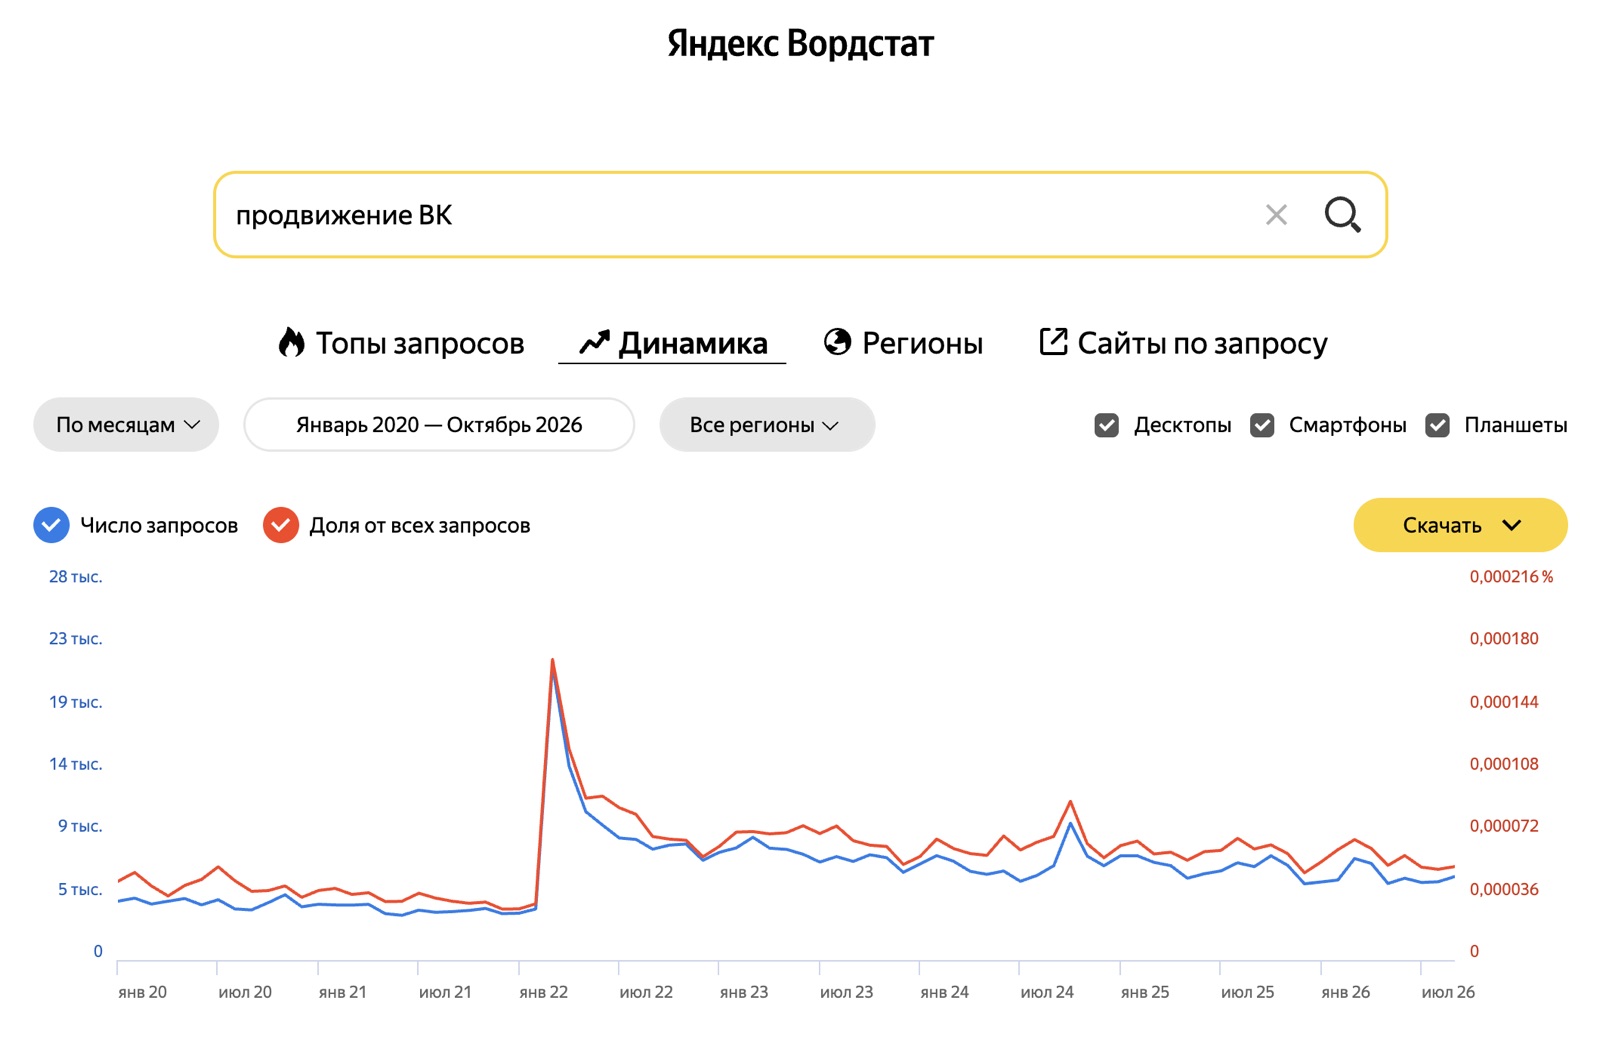 Яндекс Вордстат
продвижение ВК
Топы запросов Динамика Регионы Сайты по запросу
По месяцам Январь 2020 — Октябрь 2026 Все регионы Десктопы Смартфоны Планшеты
Число запросов Доля от всех запросов Скачать
28 тыс. 0,000216 %
23 тыс. 0,000180
19 тыс. 0,000144
14 тыс. 0,000108
9 тыс. 0,000072
5 тыс. 0,000036
0 0
янв 20 июл 20 янв 21 июл 21 янв 22 июл 22 янв 23 июл 23 янв 24 июл 24 янв 25 июл 25 янв 26 июл 26